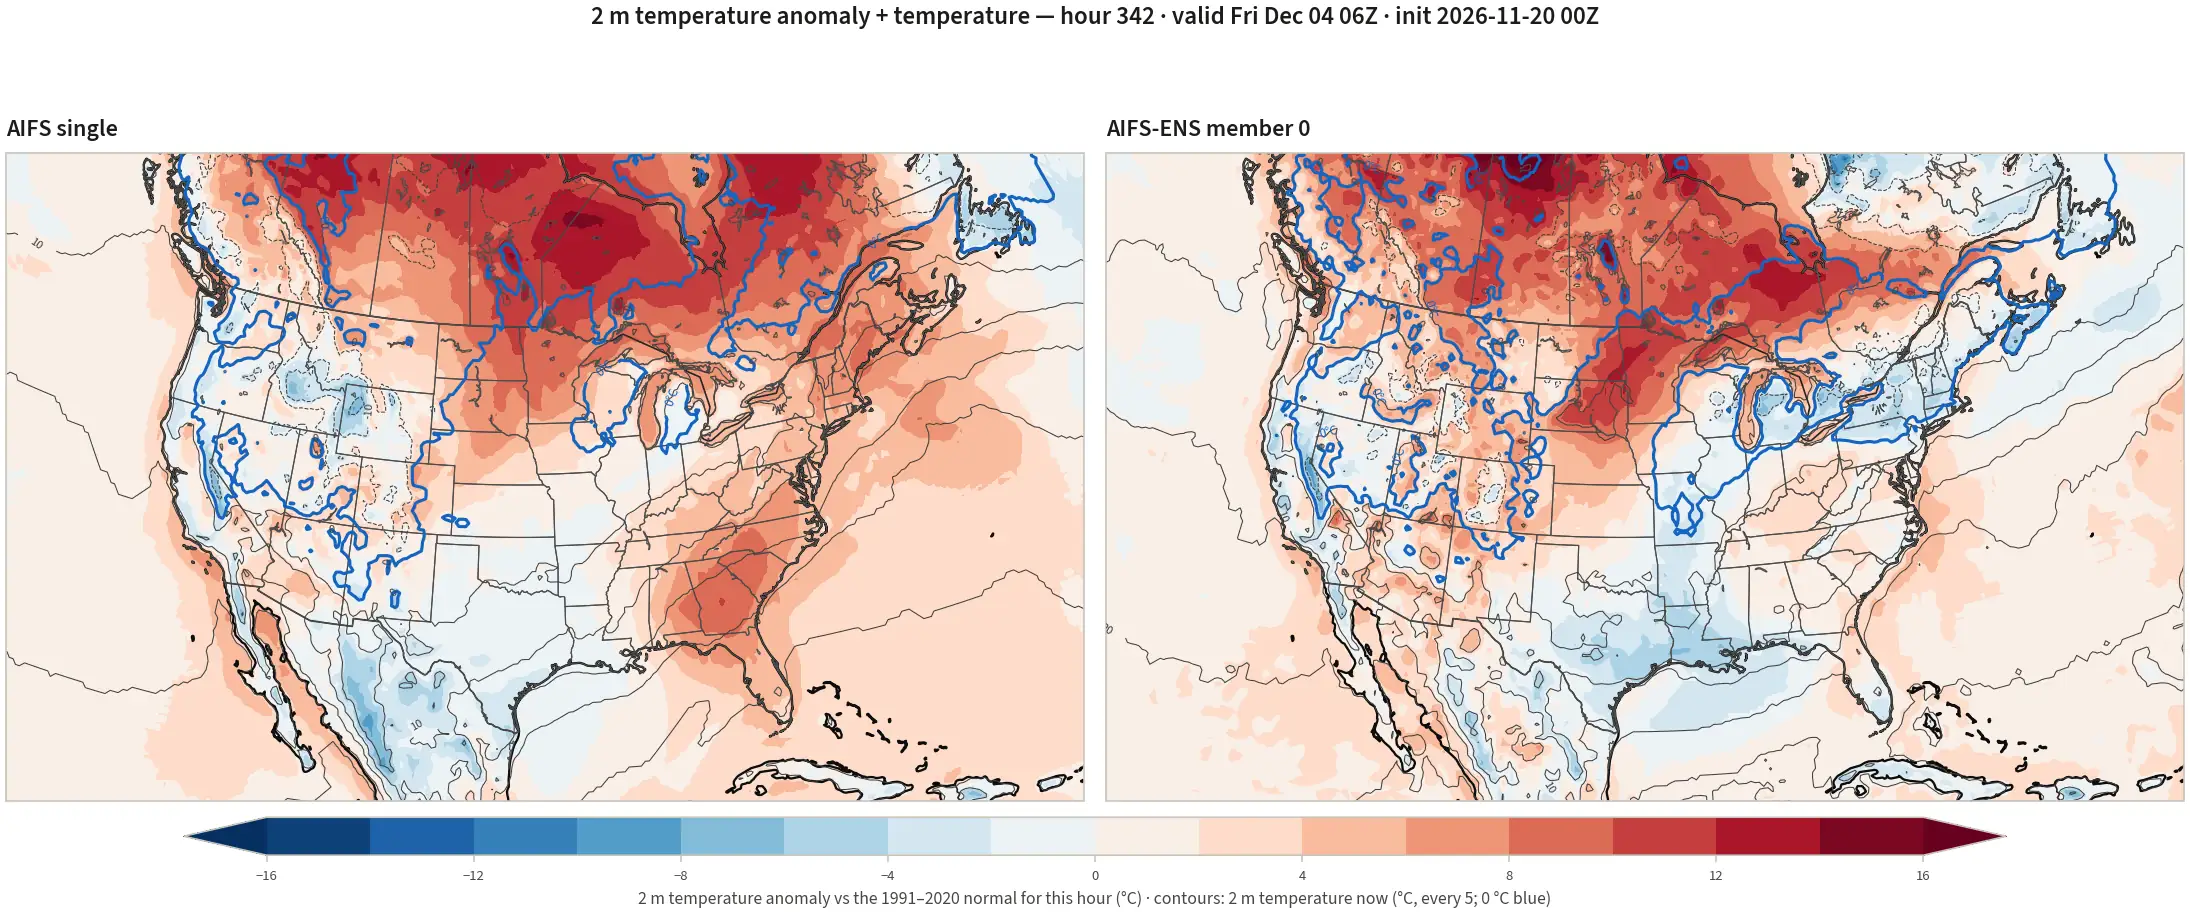 2 m temperature anomaly + temperature — hour 342 · valid Fri Dec 04 06Z · init 2026-11-20 00Z
AIFS single
AIFS-ENS member 0
10
10
−16
−12
−8
−4
0
4
8
12
16
2 m temperature anomaly vs the 1991–2020 normal for this hour (°C) · contours: 2 m temperature now (°C, every 5; 0 °C blue)